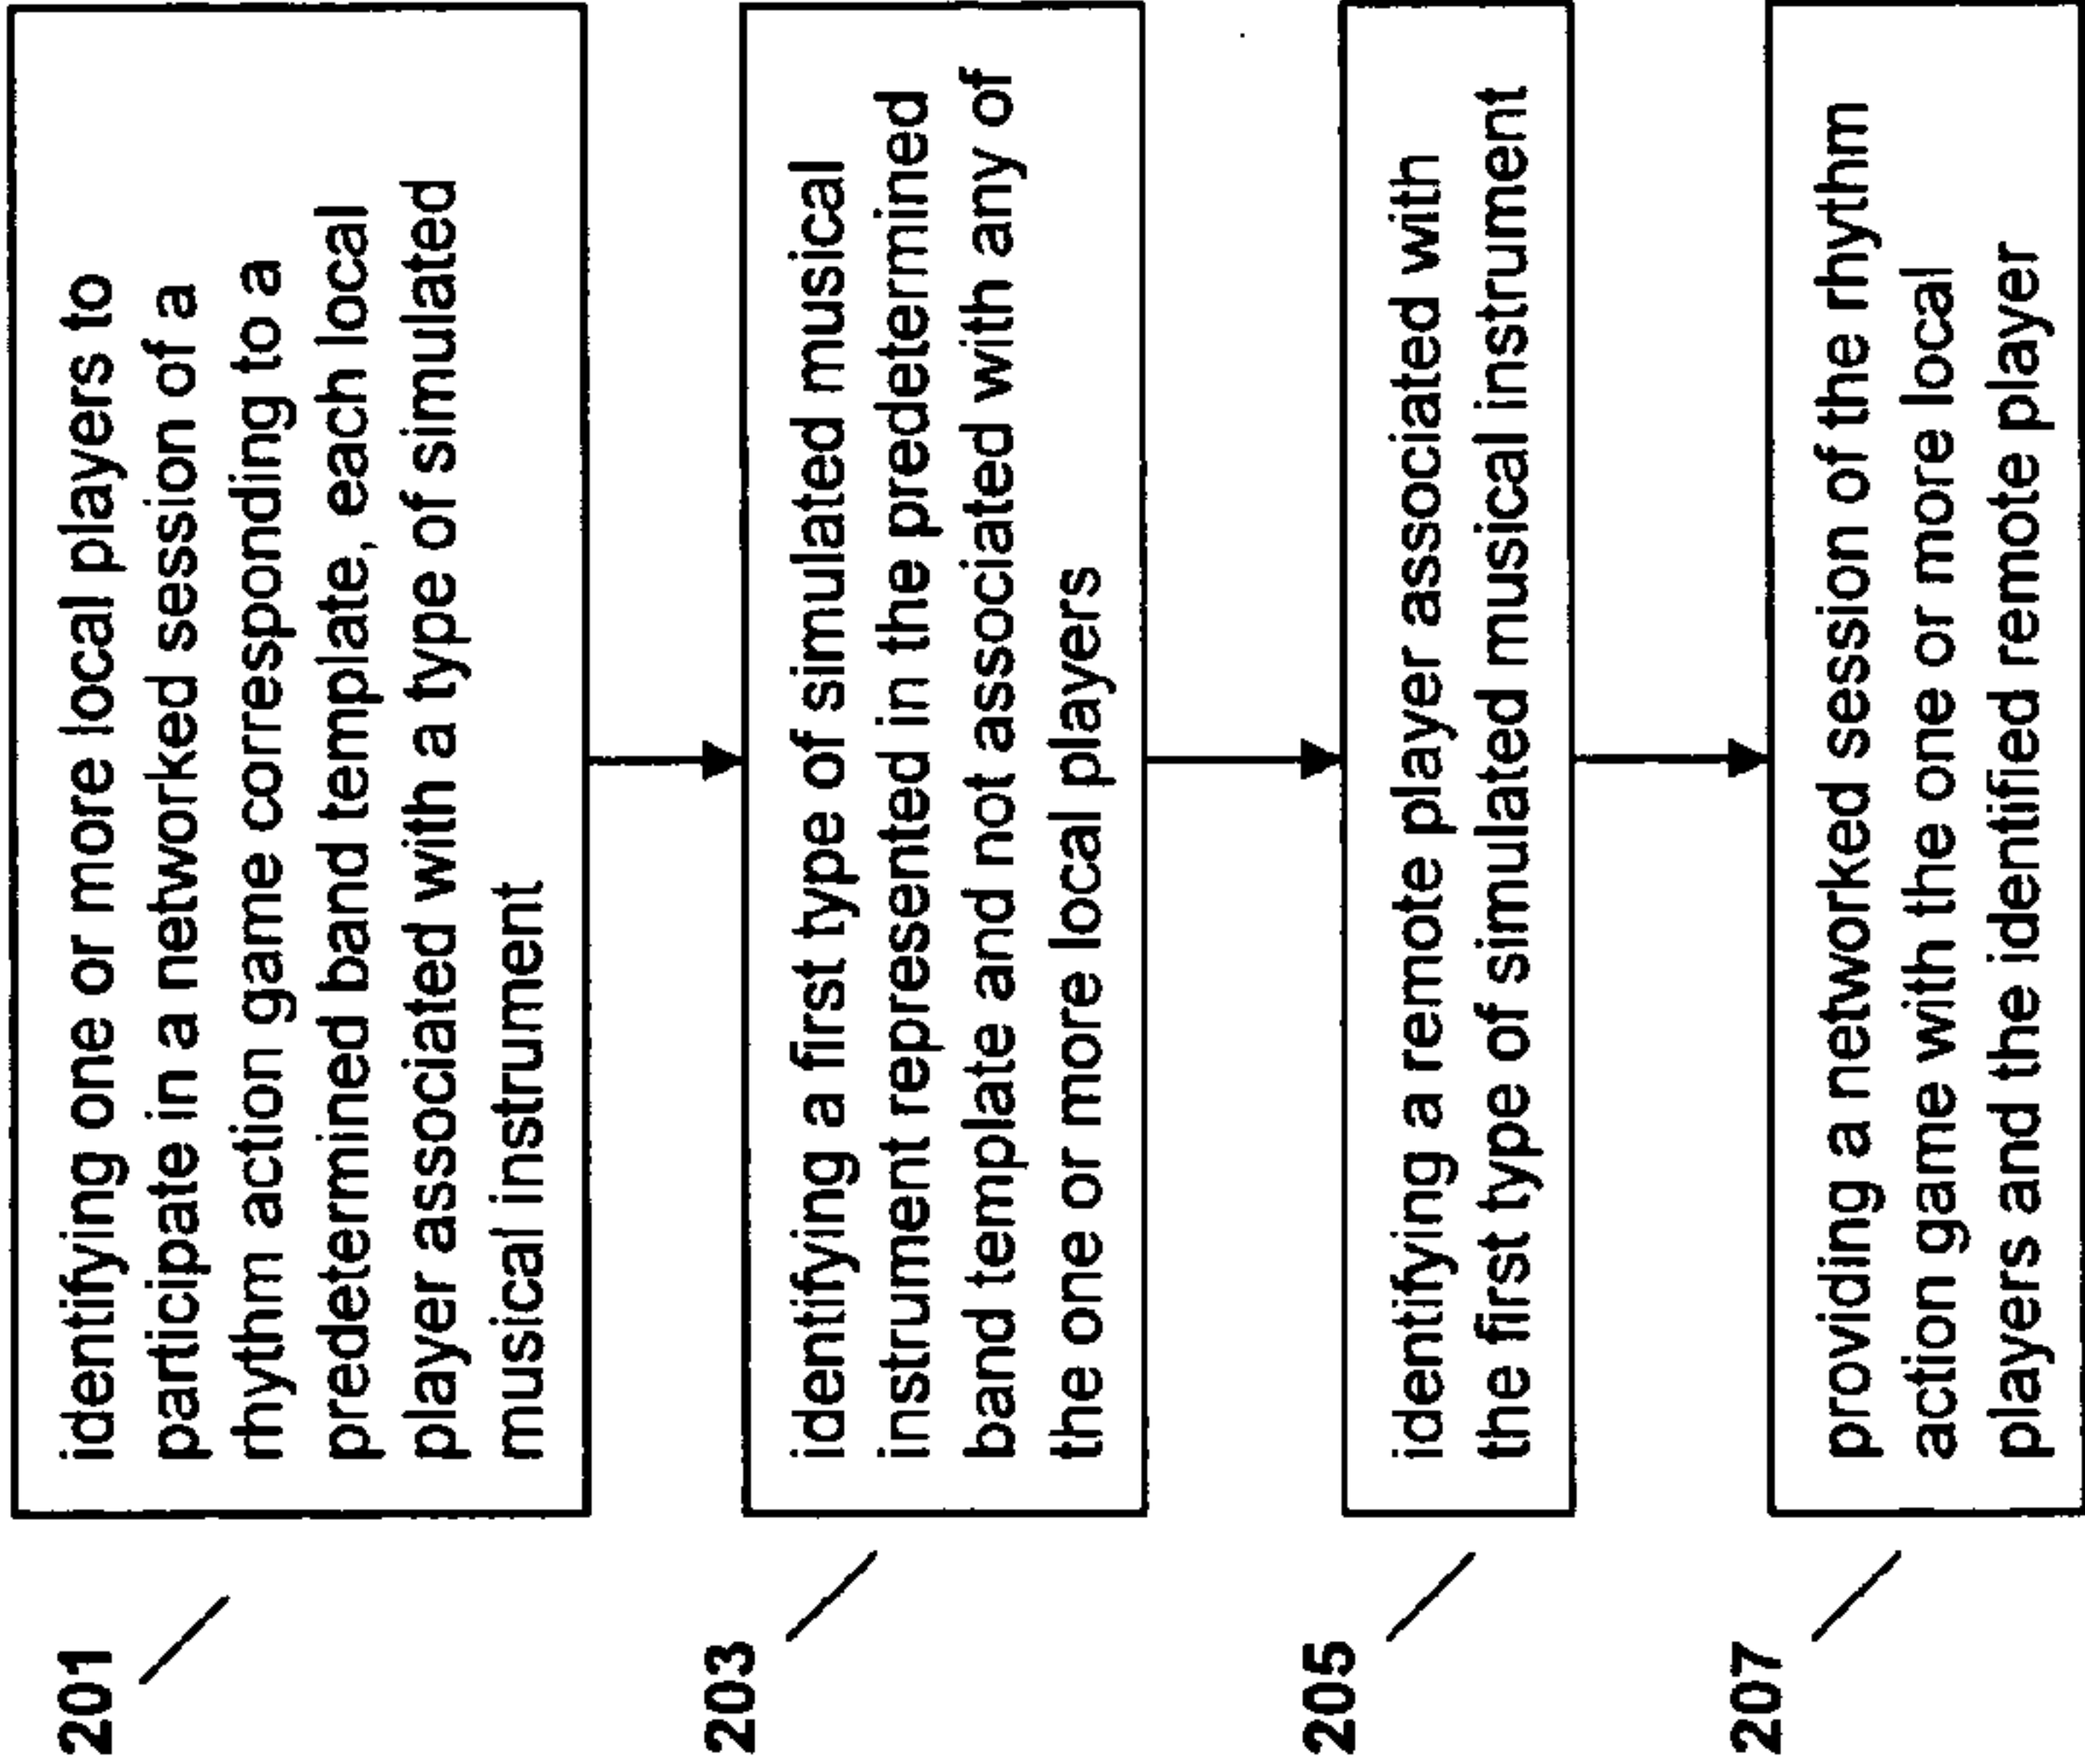 201
identifying one or more local players to
participate in a networked session of a
rhythm action game corresponding to a
predetermined band template, each local
player associated with a type of simulated
musical instrument
203
identifying a first type of simulated musical
instrument represented in the predetermined
band template and not associated with any of
the one or more local players
205
identifying a remote player associated with
the first type of simulated musical instrument
207
providing a networked session of the rhythm
action game with the one or more local
players and the identified remote player